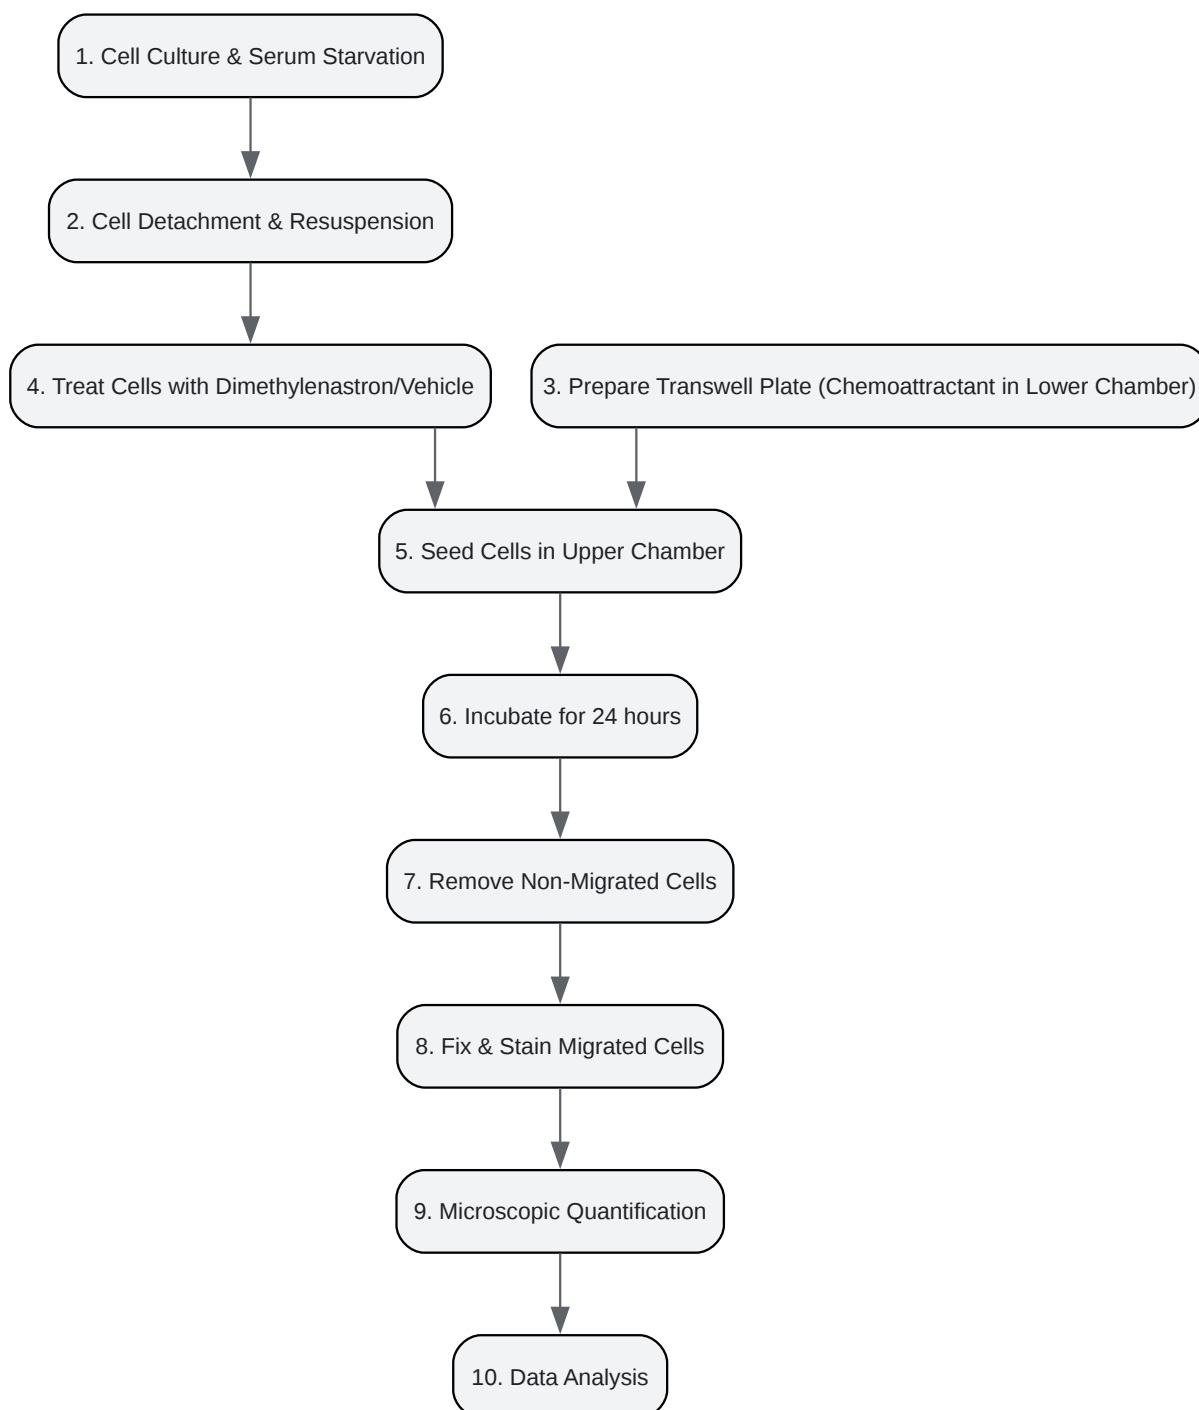 1. Cell Culture & Serum Starvation
2. Cell Detachment & Resuspension
4. Treat Cells with Dimethylenastron/Vehicle
3. Prepare Transwell Plate (Chemoattractant in Lower Chamber)
5. Seed Cells in Upper Chamber
6. Incubate for 24 hours
7. Remove Non-Migrated Cells
8. Fix & Stain Migrated Cells
9. Microscopic Quantification
10. Data Analysis